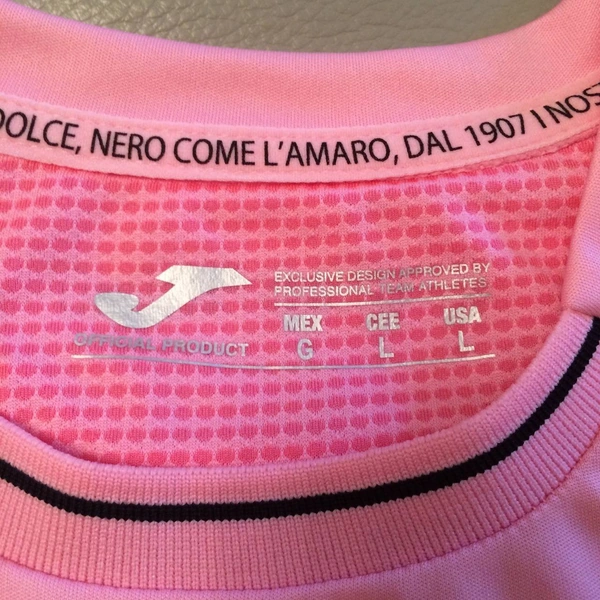 DOLCE, NERO COME L'AMARO, DAL 1907 I NOS
EXCLUSIVE DESIGN APPROVED BY
PROFESSIONAL TEAM ATHLETES
OFFICIAL PRODUCT
MEX CEE USA
G L L